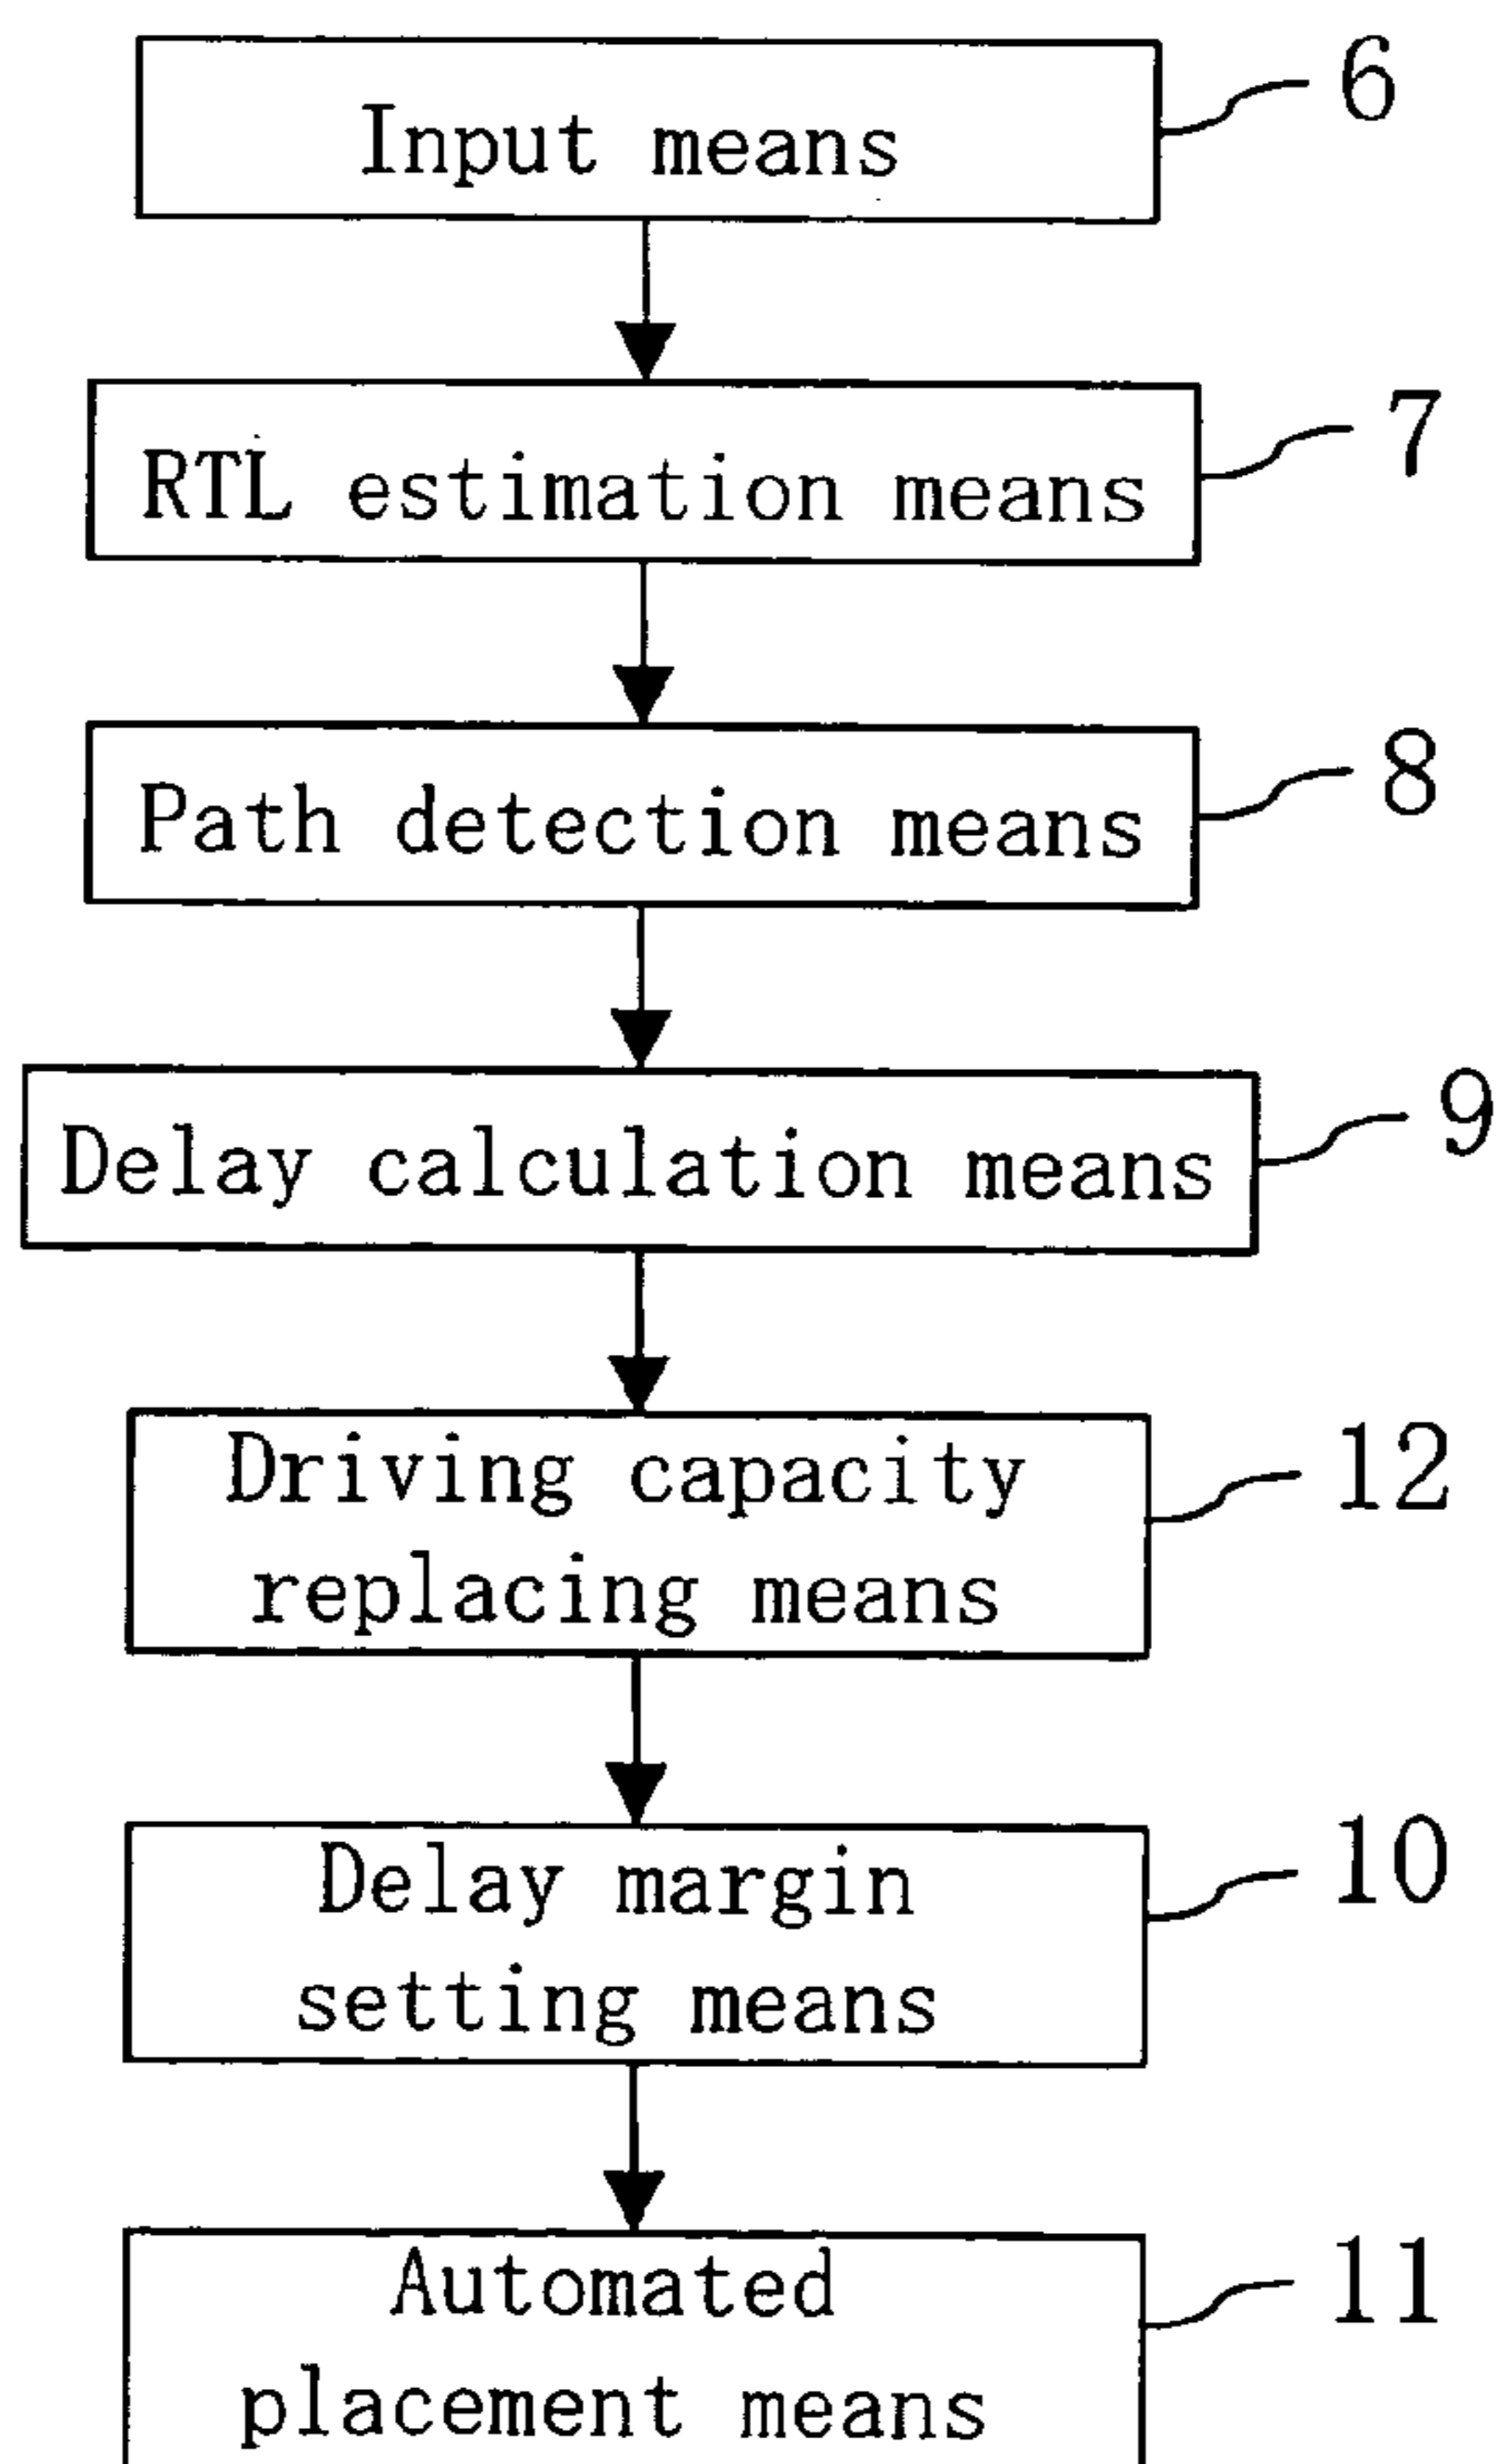 Input means
6
RTL estimation means
7
Path detection means
8
Delay calculation means
9
Driving capacity
replacing means
12
Delay margin
setting means
10
Automated
placement means
11